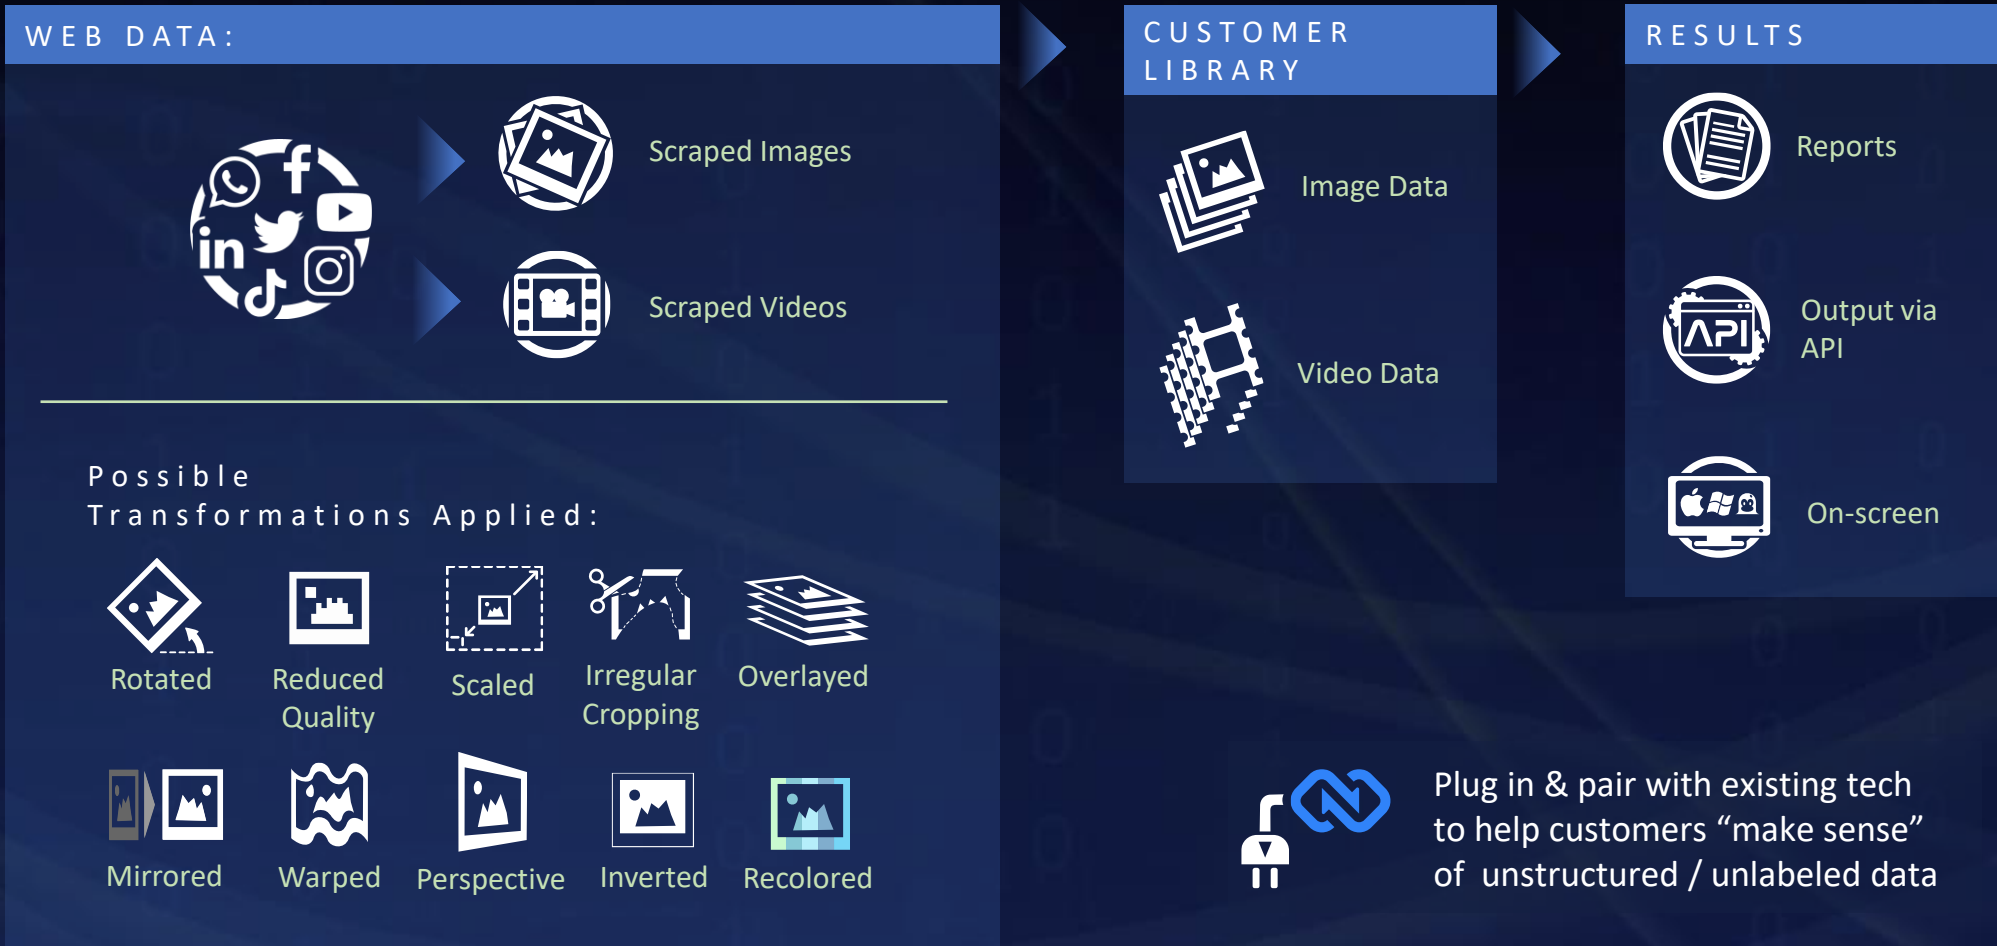 WEB DATA:
Scraped Images
Scraped Videos
Possible
Transformations Applied:
Rotated
Reduced
Quality
Scaled
Irregular
Cropping
Overlayed
Mirrored
Warped
Perspective
Inverted
Recolored
CUSTOMER
LIBRARY
Image Data
Video Data
RESULTS
Reports
API
Output via
API
On-screen
Plug in & pair with existing tech
to help customers “make sense”
of unstructured / unlabeled data